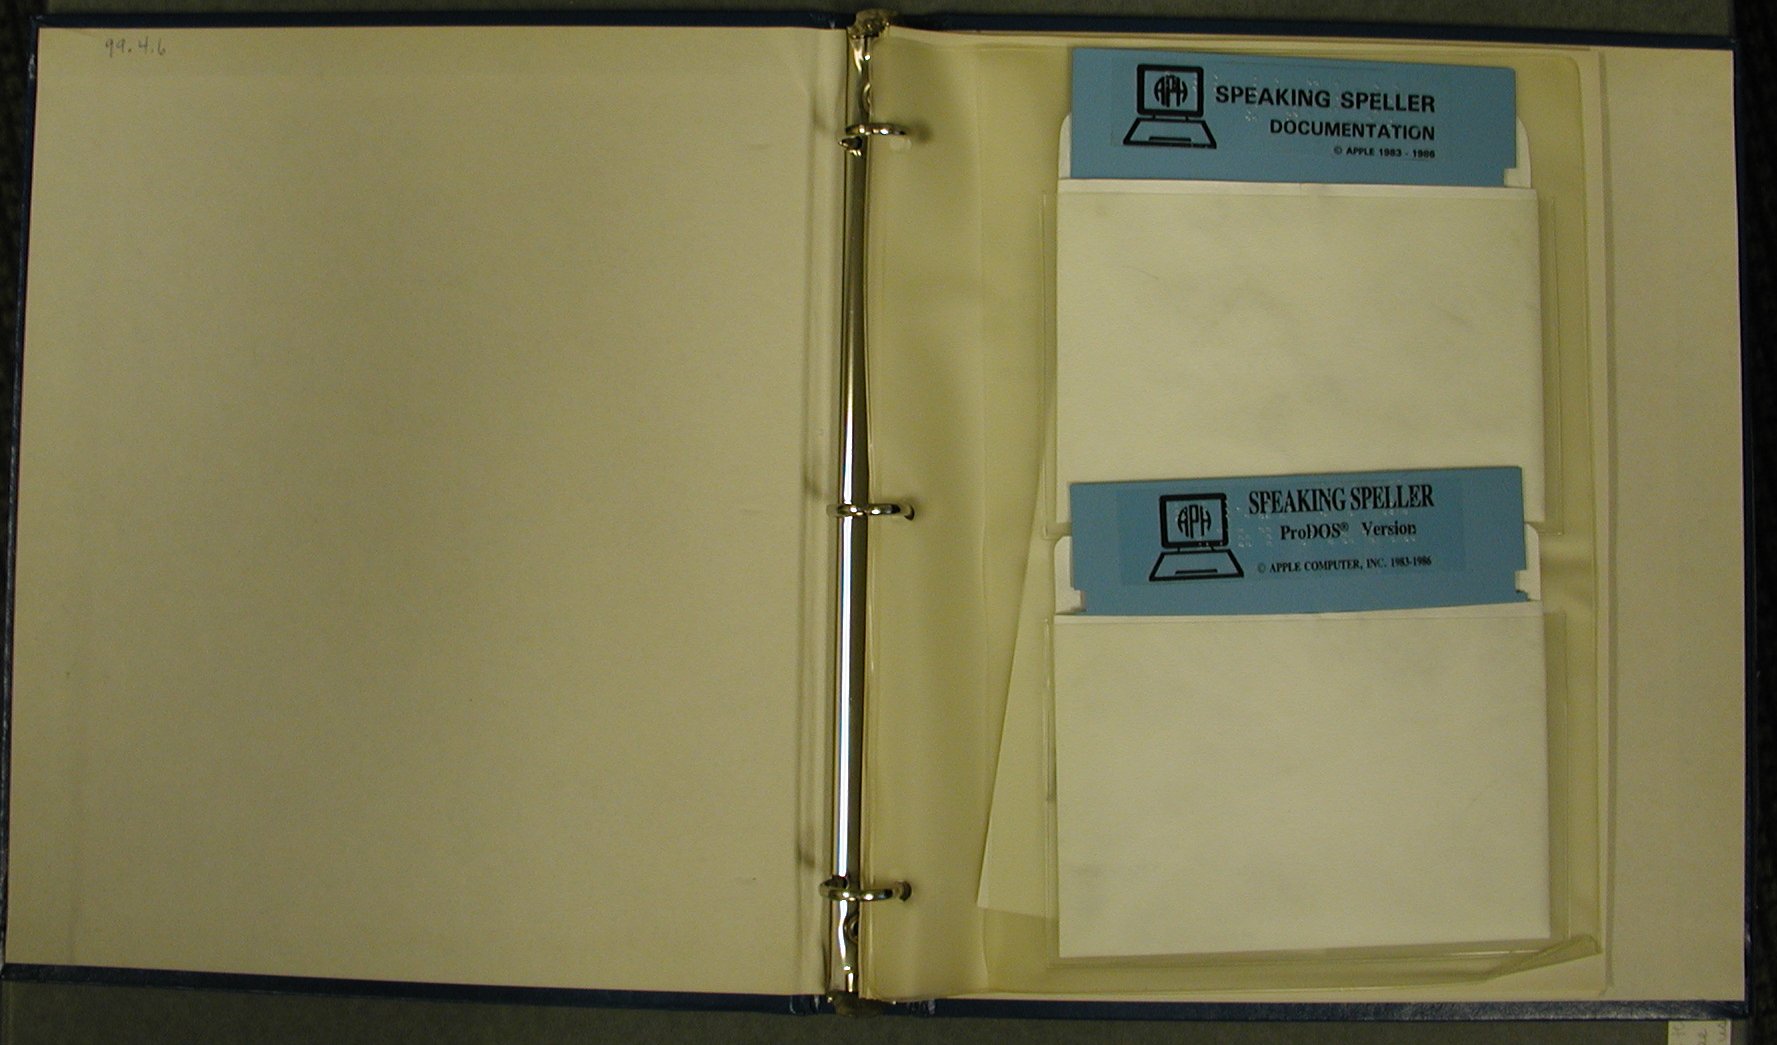 99.4.6
APH
SPEAKING SPELLER
DOCUMENTATION
© APPLE 1983 - 1986
APH
SPEAKING SPELLER
ProDOS® Version
© APPLE COMPUTER, INC. 1983-1986